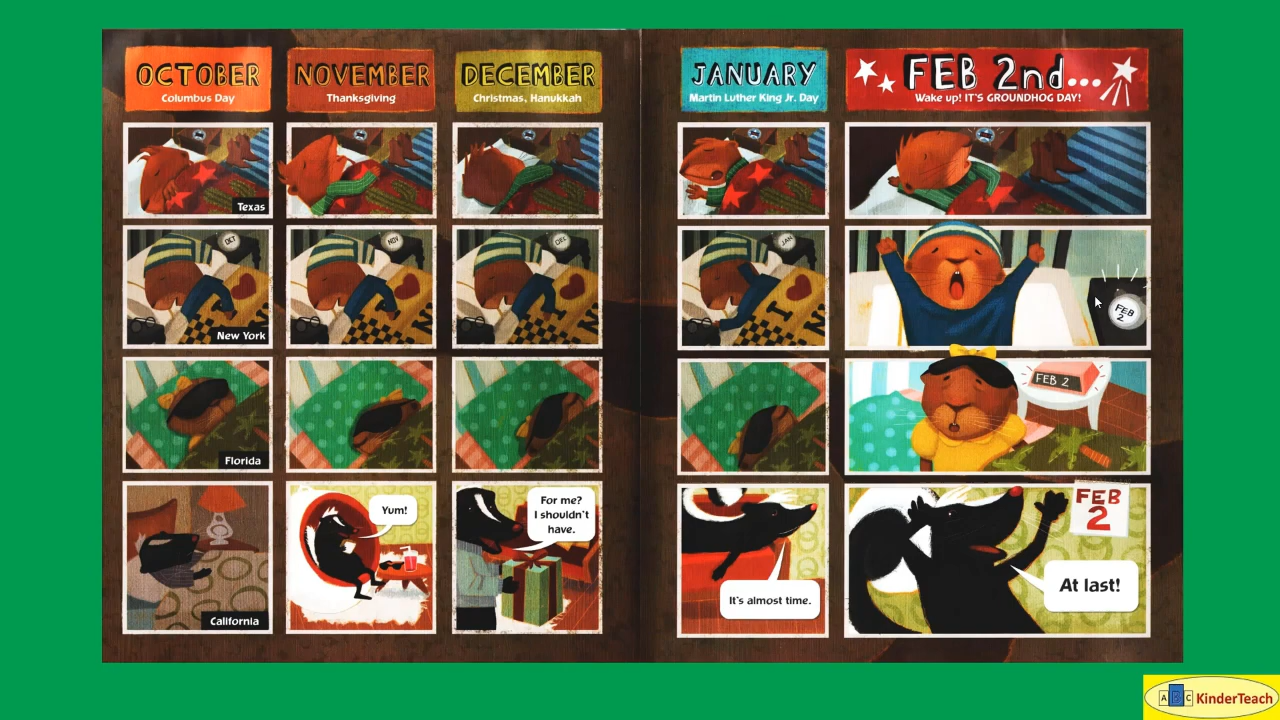 OCTOBER
Columbus Day
NOVEMBER
Thanksgiving
DECEMBER
Christmas, Hanukkah
JANUARY
Martin Luther King Jr. Day
FEB 2nd...
Wake up! IT'S GROUNDHOG DAY!
Texas
OCT
New York
NOV
DEC
JAN
FEB
2
Florida
FEB 2
California
Yum!
For me?
I shouldn't
have.
It's almost time.
FEB
2
At last!
ABC KinderTeach